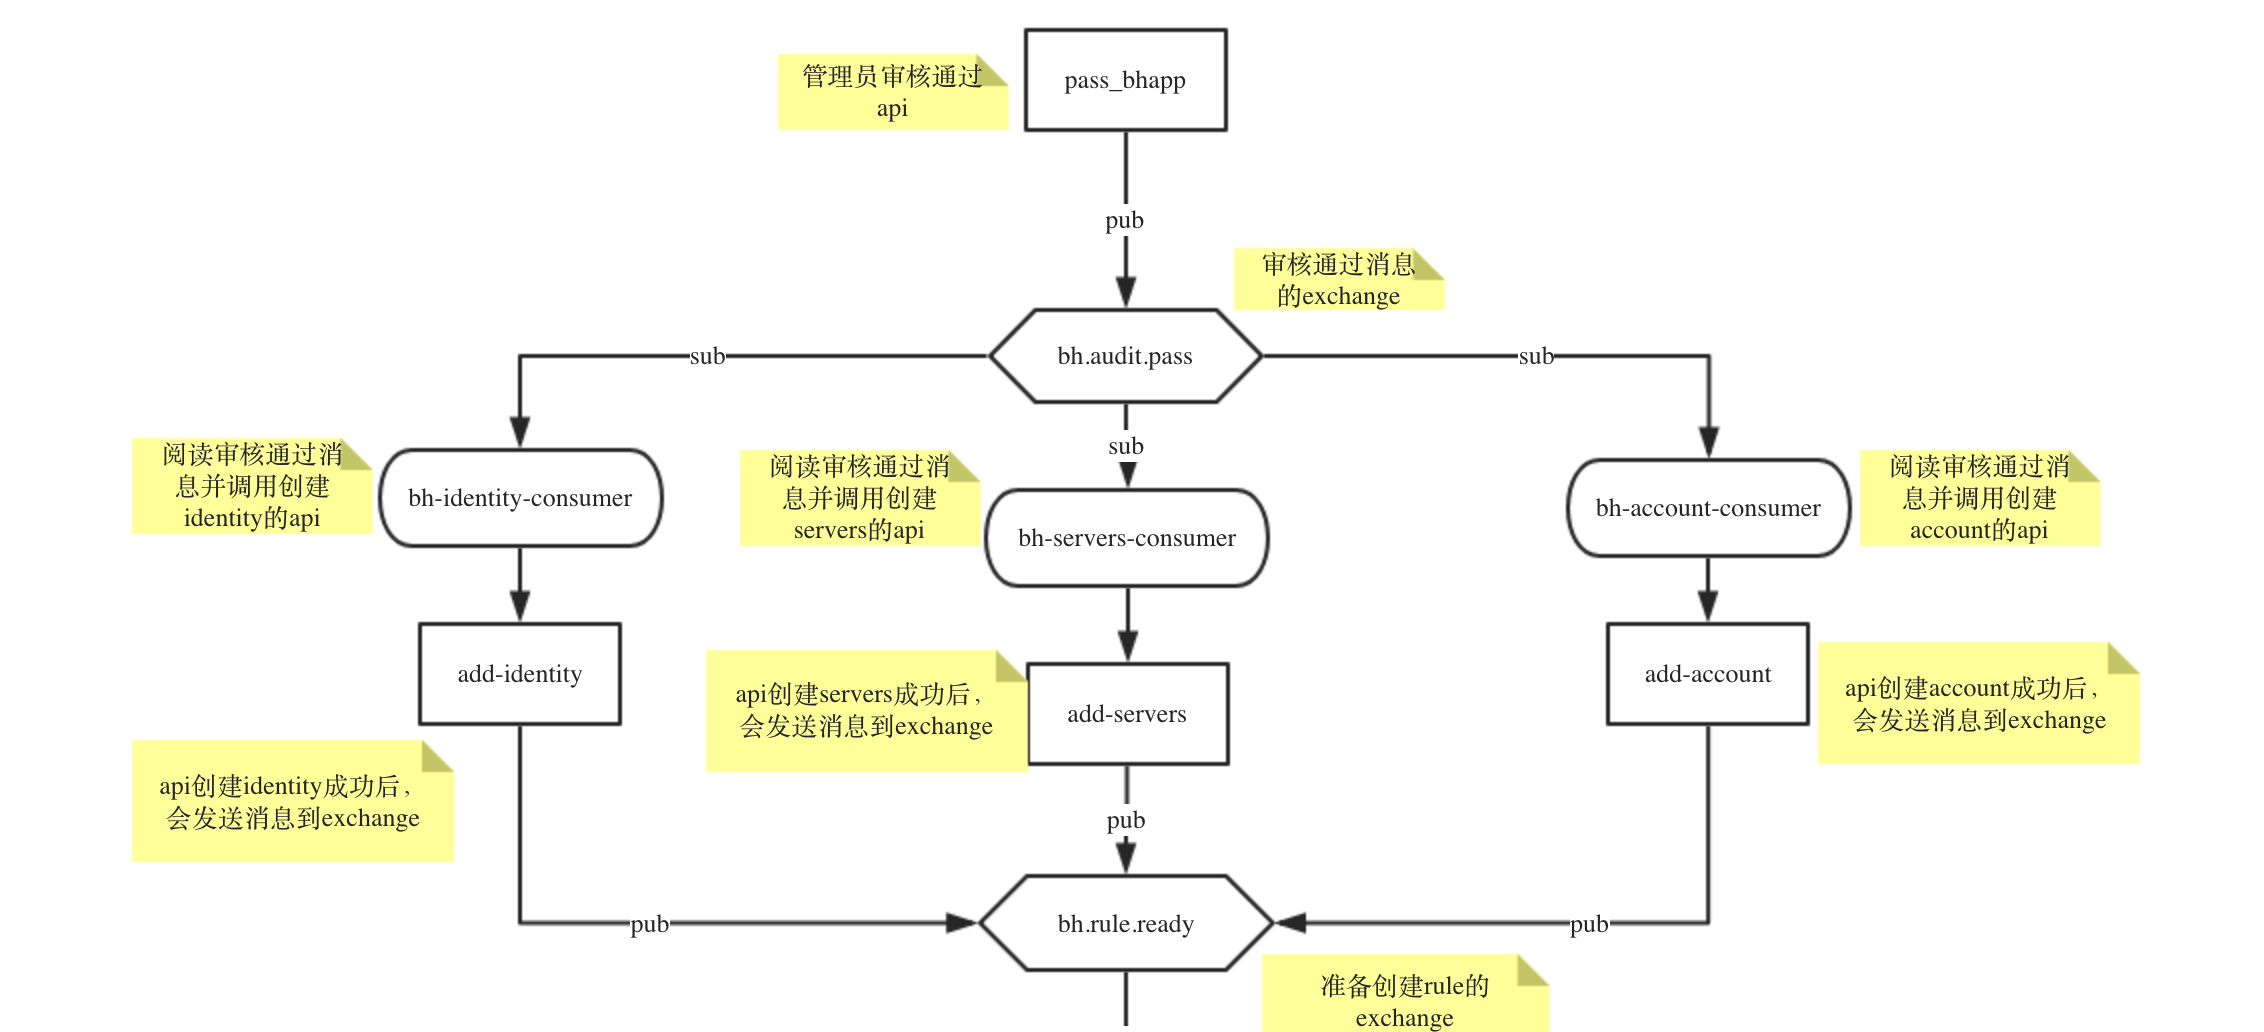 管理员审核通过
api
pass_bhapp
pub
审核通过消息
的exchange
bh.audit.pass
sub
sub
sub
阅读审核通过消
息并调用创建
identity的api
bh-identity-consumer
阅读审核通过消
息并调用创建
servers的api
bh-servers-consumer
bh-account-consumer
阅读审核通过消
息并调用创建
account的api
add-identity
api创建servers成功后，
会发送消息到exchange
add-servers
add-account
api创建account成功后，
会发送消息到exchange
api创建identity成功后，
会发送消息到exchange
pub
pub
bh.rule.ready
pub
准备创建rule的
exchange